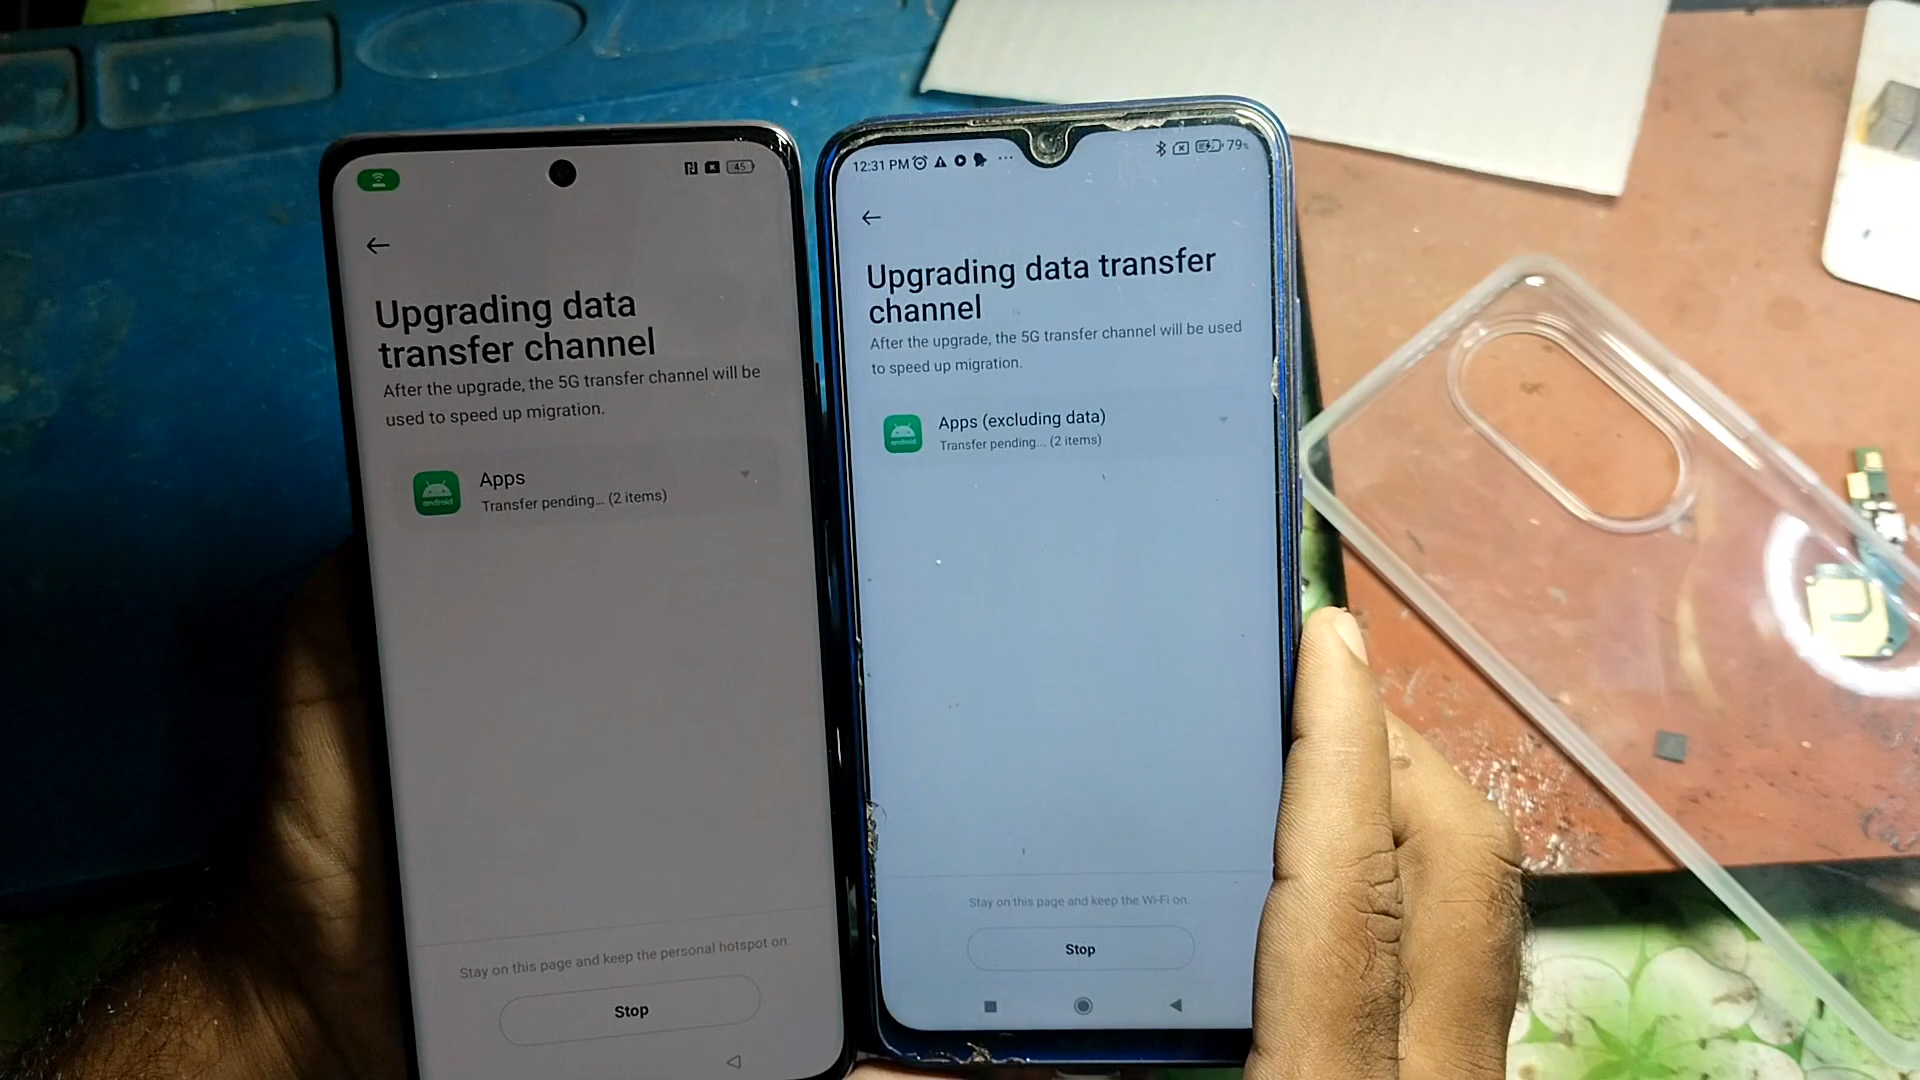 45
Upgrading data
transfer channel
After the upgrade, the 5G transfer channel will be
used to speed up migration.
android
Apps
Transfer pending... (2 items)
Stay on this page and keep the personal hotspot on.
Stop
12:31 PM
79%
Upgrading data transfer
channel
After the upgrade, the 5G transfer channel will be used
to speed up migration.
android
Apps (excluding data)
Transfer pending... (2 items)
Stay on this page and keep the Wi-Fi on.
Stop